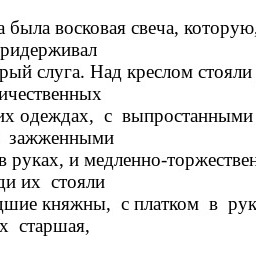 а была восковая свеча, которую,
ридерживал
рый слуга. Над креслом стояли
ичественных
их одеждах, с выпростанными
зажженными
в руках, и медленно-торжествен
ди их стояли
дшие княжны, с платком в рук
х старшая,